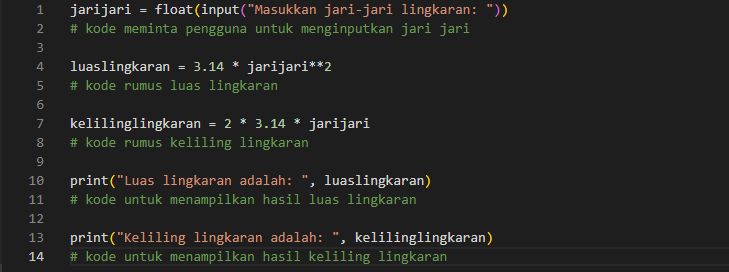 1 jarijari = float(input("Masukkan jari-jari lingkaran: "))
2 # kode meminta pengguna untuk menginputkan jari jari
3
4 luaslingkaran = 3.14 * jarijari**2
5 # kode rumus luas lingkaran
6
7 kelilinglingkaran = 2 * 3.14 * jarijari
8 # kode rumus keliling lingkaran
9
10 print("Luas lingkaran adalah: ", luaslingkaran)
11 # kode untuk menampilkan hasil luas lingkaran
12
13 print("Keliling lingkaran adalah: ", kelilinglingkaran)
14 # kode untuk menampilkan hasil keliling lingkaran